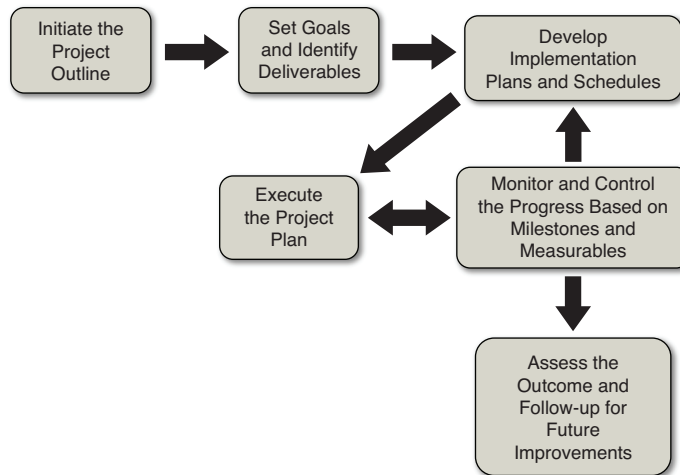 Initiate the
Project
Outline
Set Goals
and Identify
Deliverables
Develop
Implementation
Plans and Schedules
Execute
the Project
Plan
Monitor and Control
the Progress Based on
Milestones and
Measurables
Assess the
Outcome and
Follow-up for
Future
Improvements